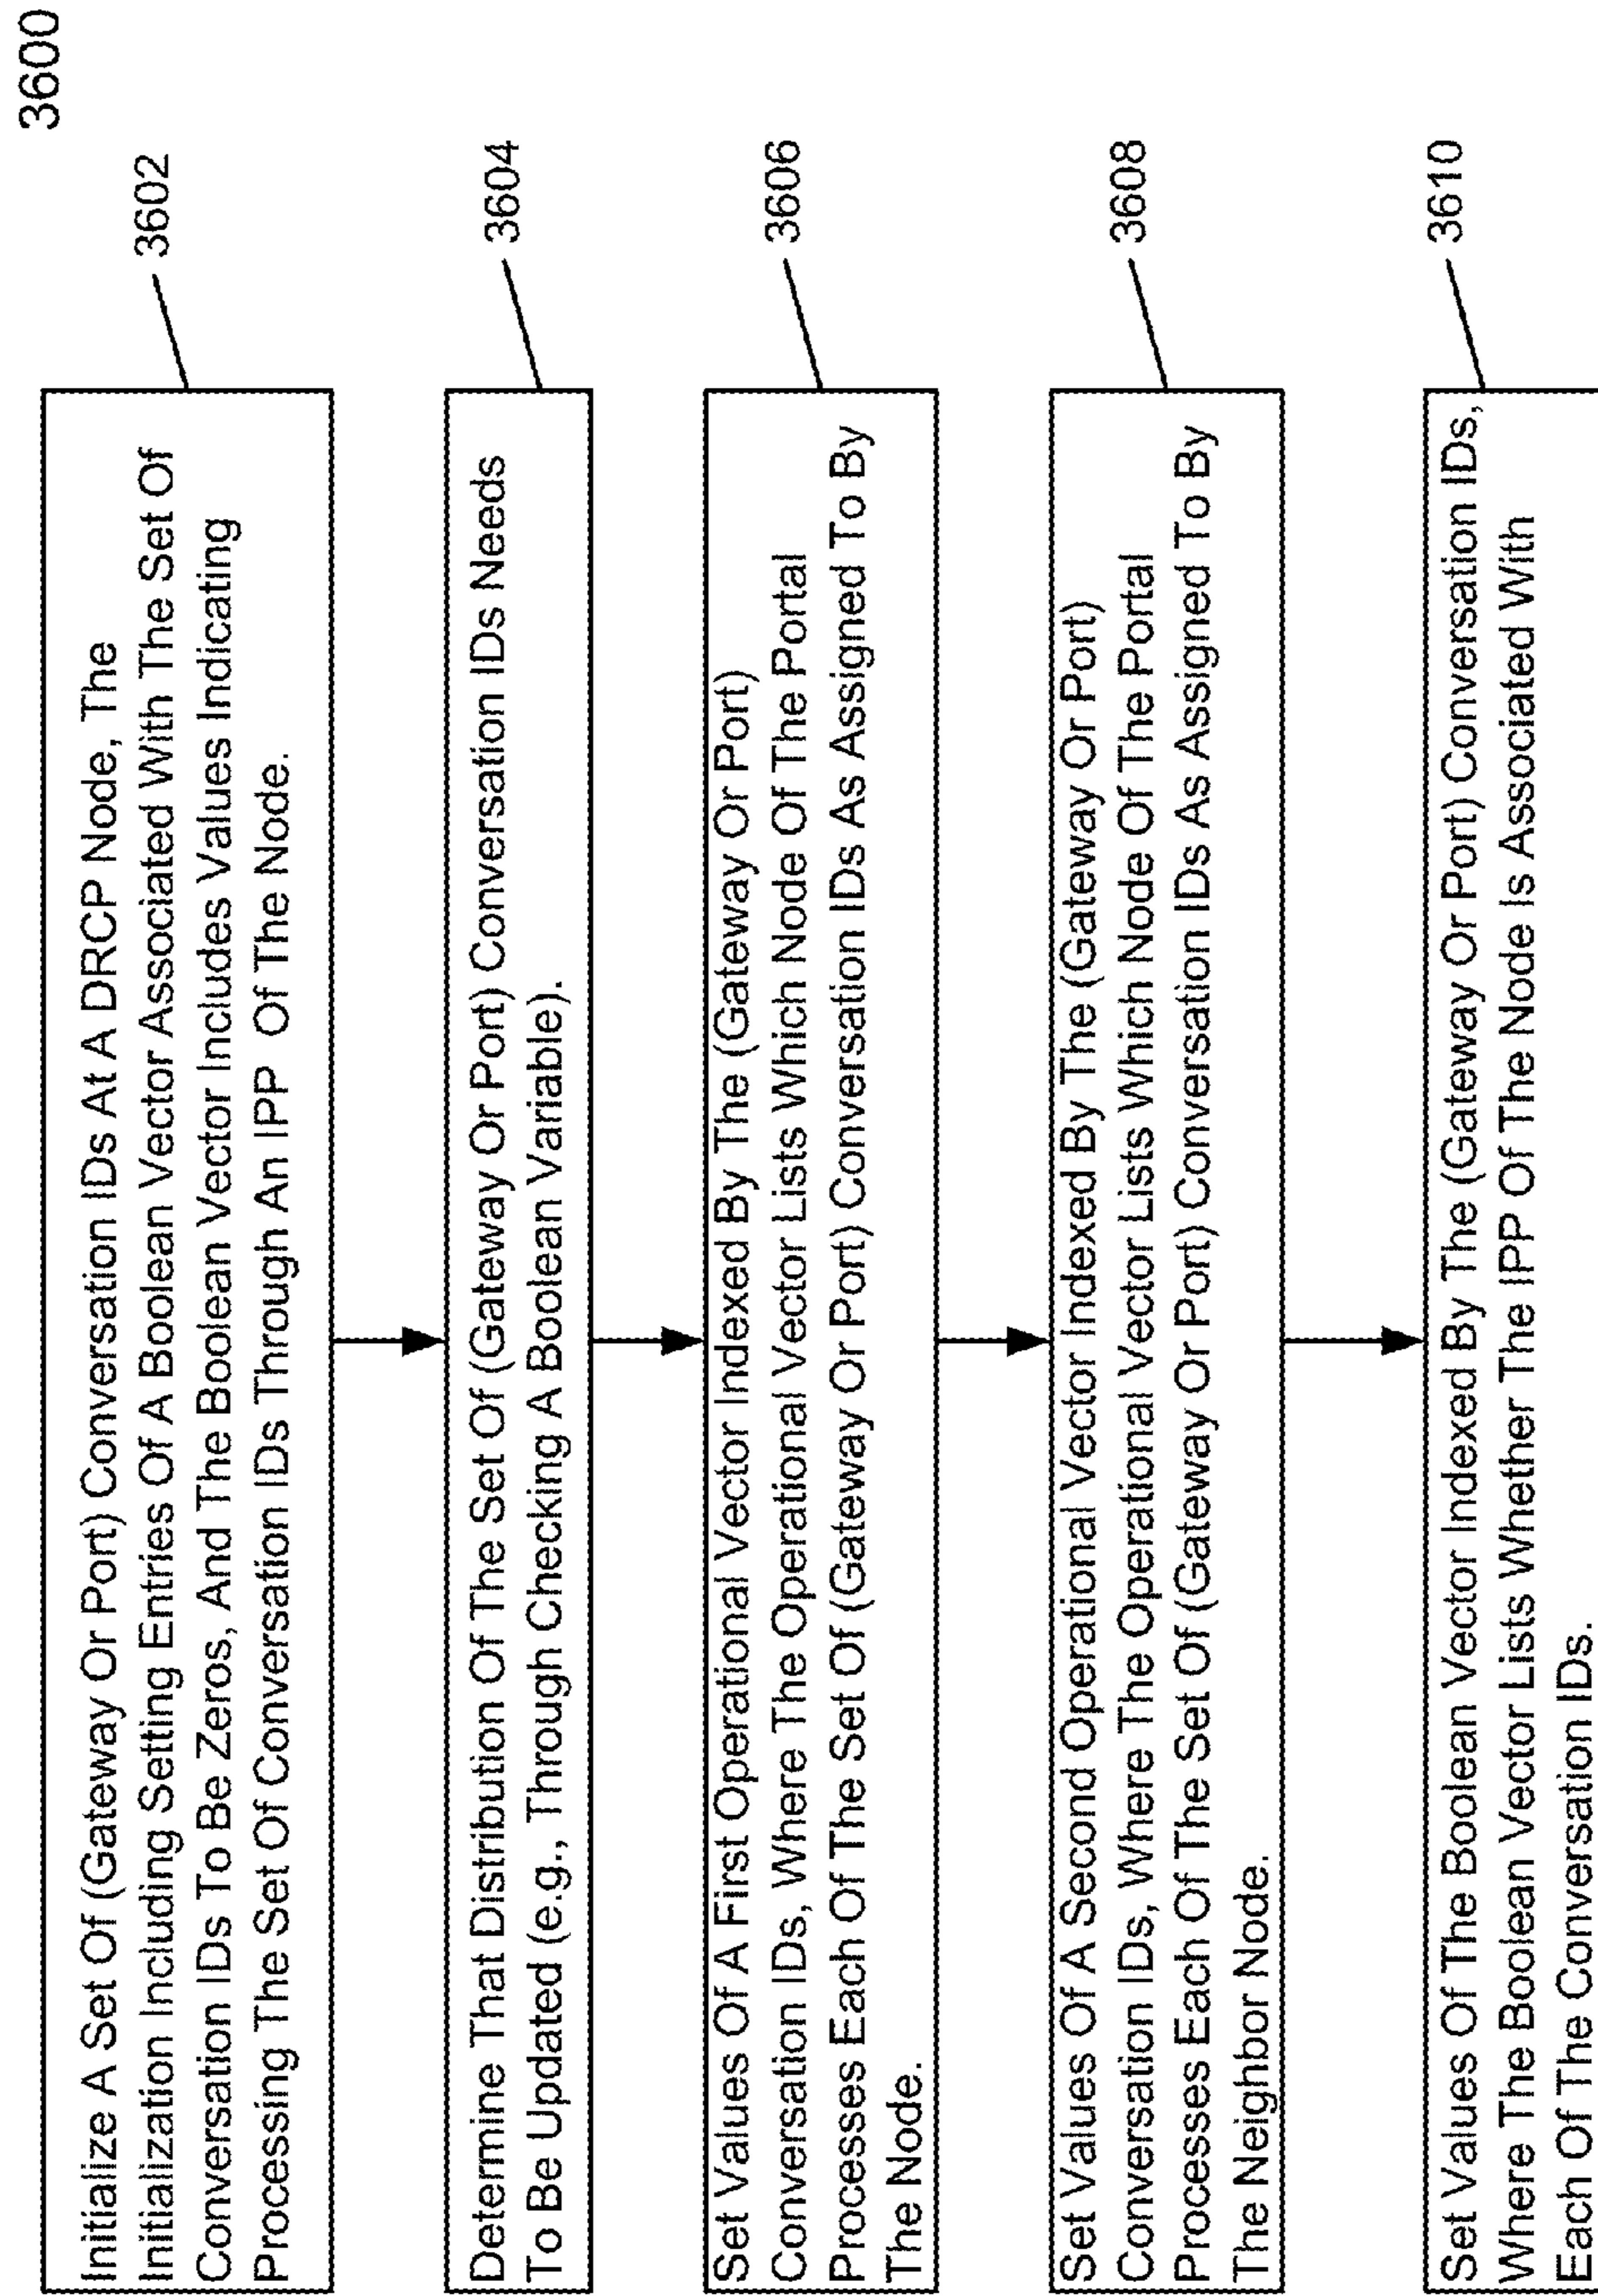 3600
Initialize A Set Of (Gateway Or Port) Conversation IDs At A DRCP Node, The
Initialization Including Setting Entries Of A Boolean Vector Associated With The Set Of
Conversation IDs To Be Zeros, And The Boolean Vector Includes Values Indicating
Processing The Set Of Conversation IDs Through An IPP Of The Node.
3602
Determine That Distribution Of The Set Of (Gateway Or Port) Conversation IDs Needs
To Be Updated (e.g., Through Checking A Boolean Variable).
3604
Set Values Of A First Operational Vector Indexed By The (Gateway Or Port)
Conversation IDs, Where The Operational Vector Lists Which Node Of The Portal
Processes Each Of The Set Of (Gateway Or Port) Conversation IDs As Assigned To By
The Node.
3606
Set Values Of A Second Operational Vector Indexed By The (Gateway Or Port)
Conversation IDs, Where The Operational Vector Lists Which Node Of The Portal
Processes Each Of The Set Of (Gateway Or Port) Conversation IDs As Assigned To By
The Neighbor Node.
3608
Set Values Of The Boolean Vector Indexed By The (Gateway Or Port) Conversation IDs,
Where The Boolean Vector Lists Whether The IPP Of The Node Is Associated With
Each Of The Conversation IDs.
3610